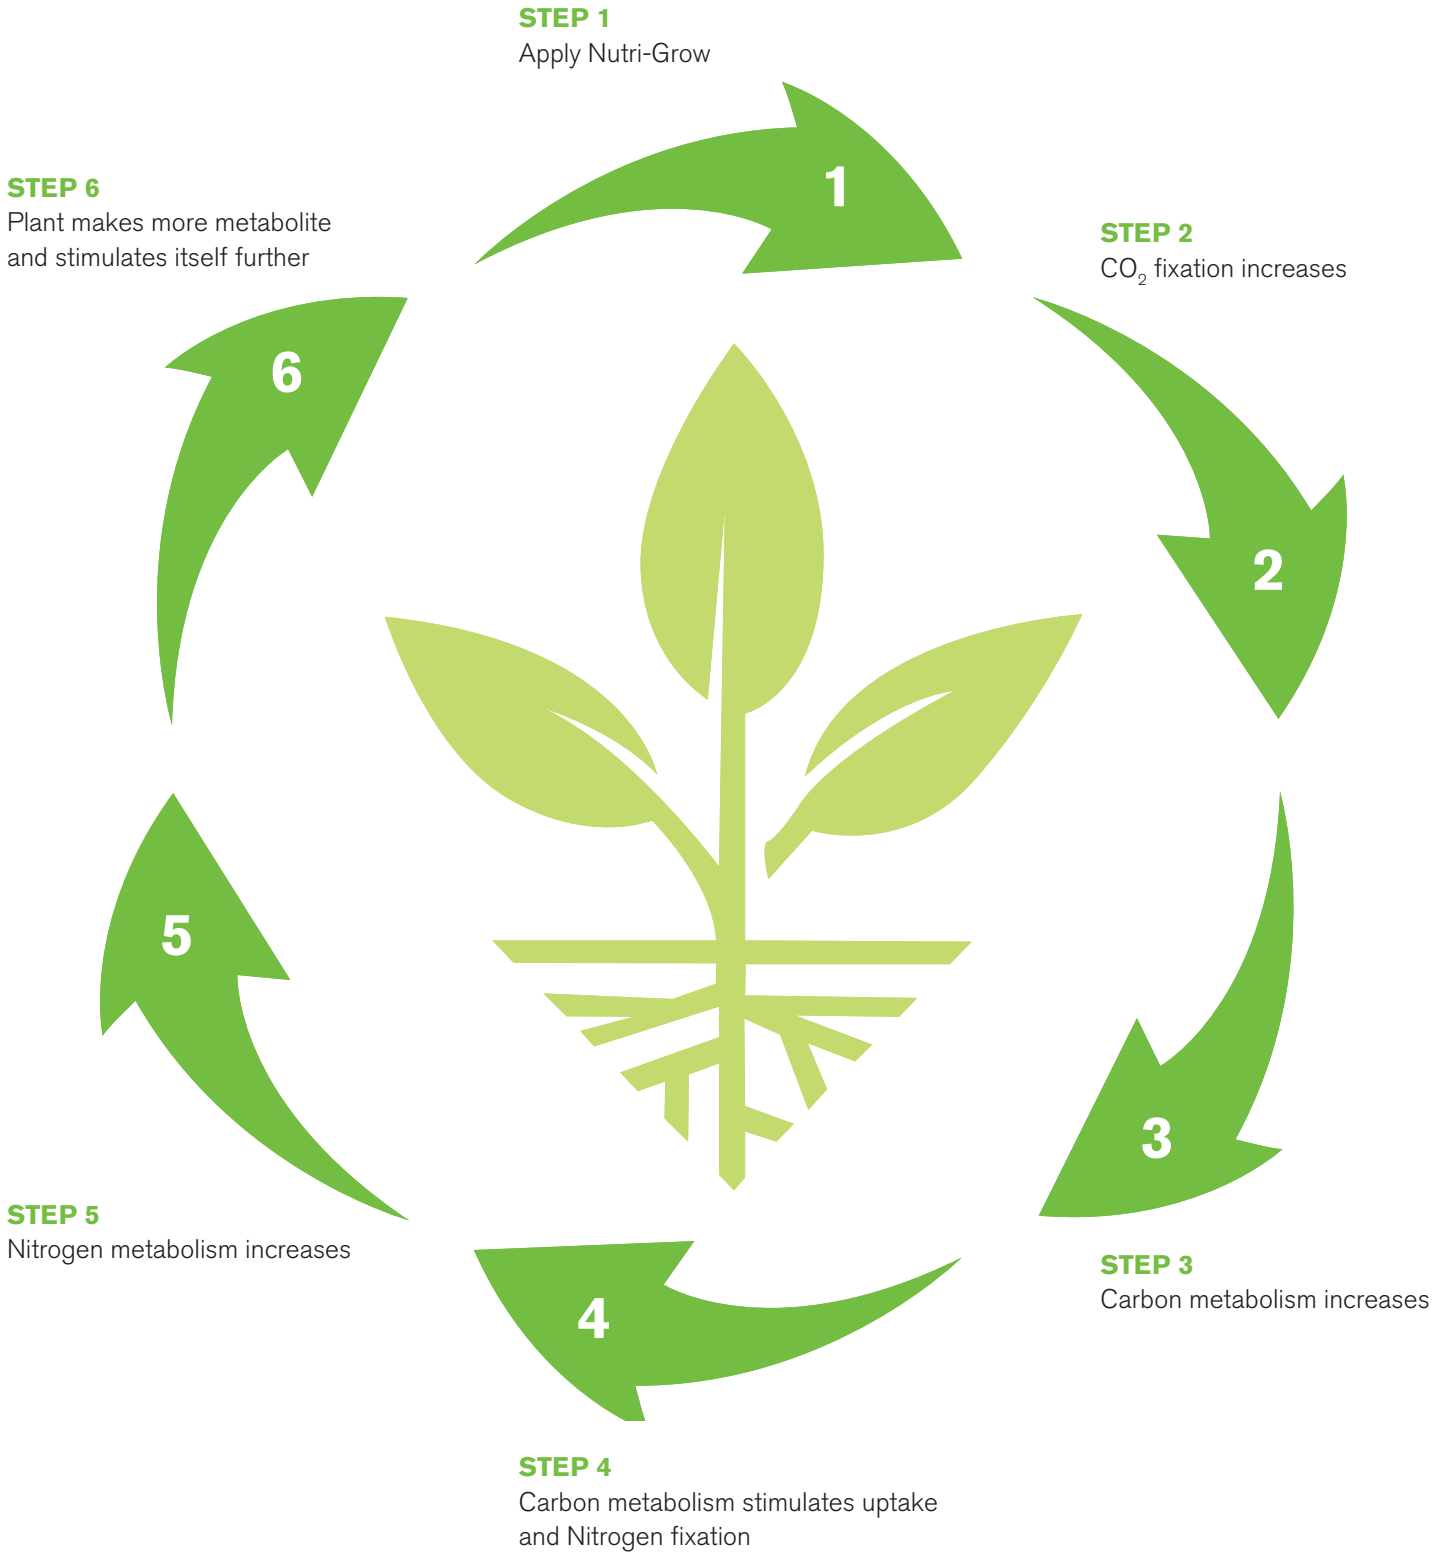 STEP 1
Apply Nutri-Grow
1
STEP 2
CO₂ fixation increases
2
STEP 3
Carbon metabolism increases
3
STEP 4
Carbon metabolism stimulates uptake
and Nitrogen fixation
4
STEP 5
Nitrogen metabolism increases
5
STEP 6
Plant makes more metabolite
and stimulates itself further
6